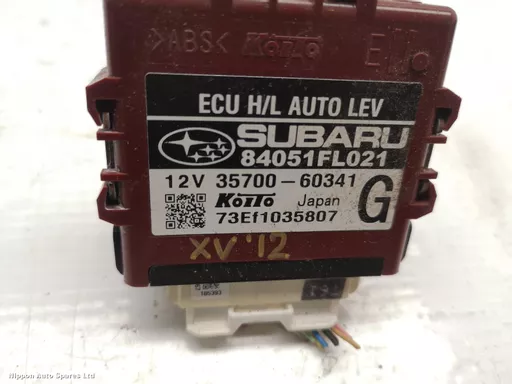 >ABS< KOITO
ECU H/L AUTO LEV
SUBARU
84051FL021
12V 35700-60341
KOITO Japan G
73Ef1035807
XV '12
Nippon Auto Spares Ltd